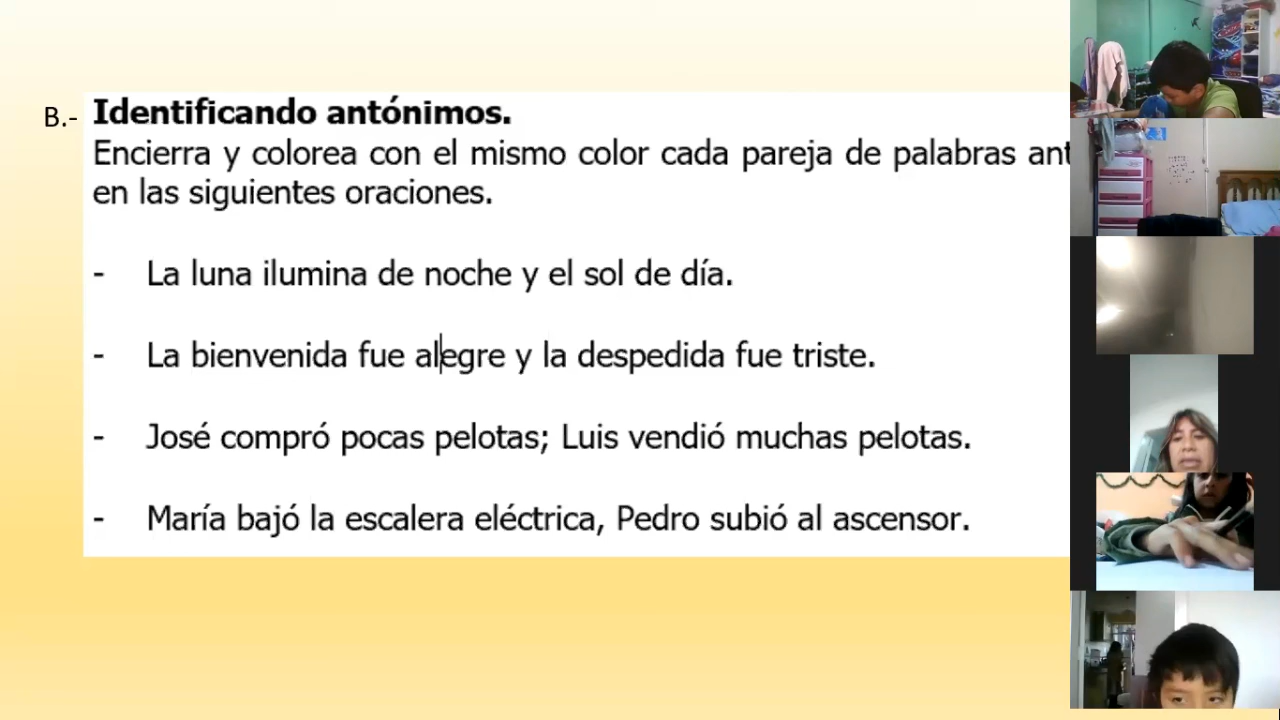 B.- Identificando antónimos.
Encierra y colorea con el mismo color cada pareja de palabras
en las siguientes oraciones.
- La luna ilumina de noche y el sol de día.
- La bienvenida fue alegre y la despedida fue triste.
- José compró pocas pelotas; Luis vendió muchas pelotas.
- María bajó la escalera eléctrica, Pedro subió al ascensor.